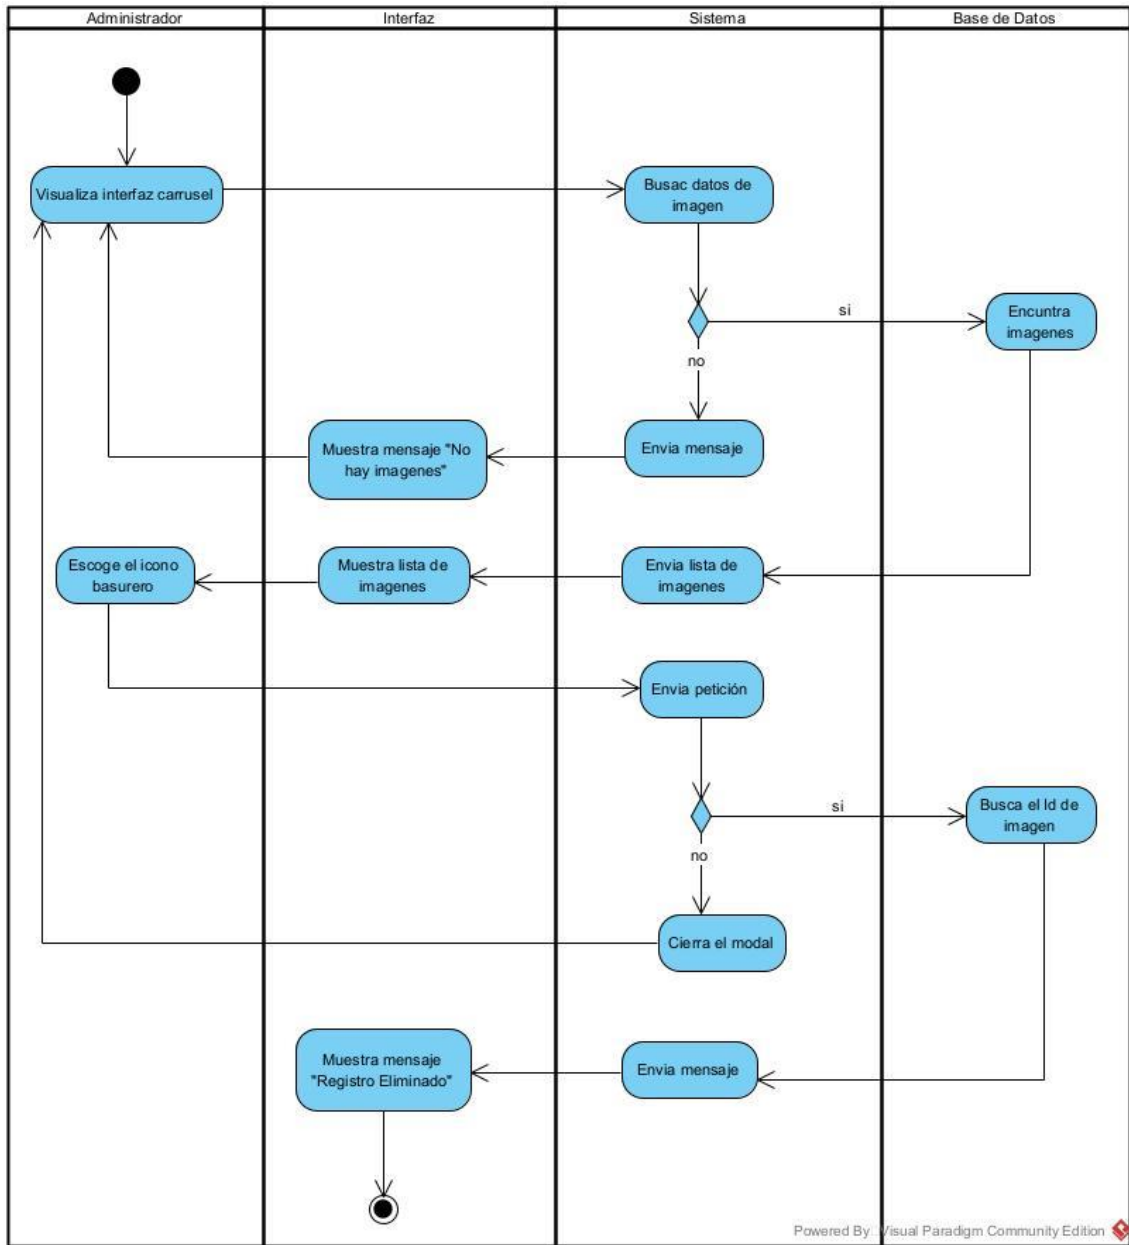 Administrador
Interfaz
Sistema
Base de Datos
Visualiza interfaz carrusel
Busac datos de
imagen
si
Encuntra
imagenes
no
Muestra mensaje "No
hay imagenes"
Envia mensaje
Escoge el icono
basurero
Muestra lista de
imagenes
Envia lista de
imagenes
Envia petición
si
Busca el Id de
imagen
no
Cierra el modal
Muestra mensaje
"Registro Eliminado"
Envia mensaje
Powered By: Visual Paradigm Community Edition